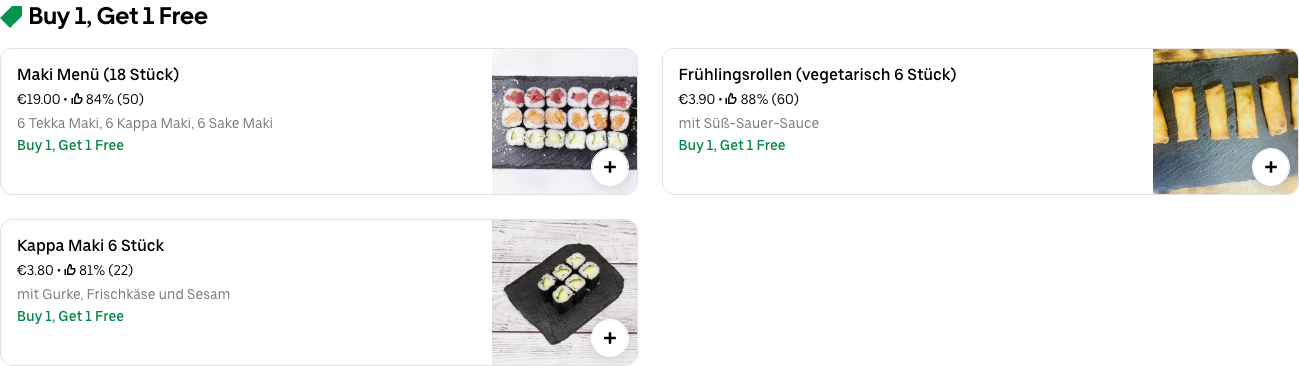 Buy 1, Get 1 Free
Maki Menü (18 Stück)
€19.00 • 84% (50)
6 Tekka Maki, 6 Kappa Maki, 6 Sake Maki
Buy 1, Get 1 Free
Frühlingsrollen (vegetarisch 6 Stück)
€3.90 • 88% (60)
mit Süß-Sauer-Sauce
Buy 1, Get 1 Free
Kappa Maki 6 Stück
€3.80 • 81% (22)
mit Gurke, Frischkäse und Sesam
Buy 1, Get 1 Free